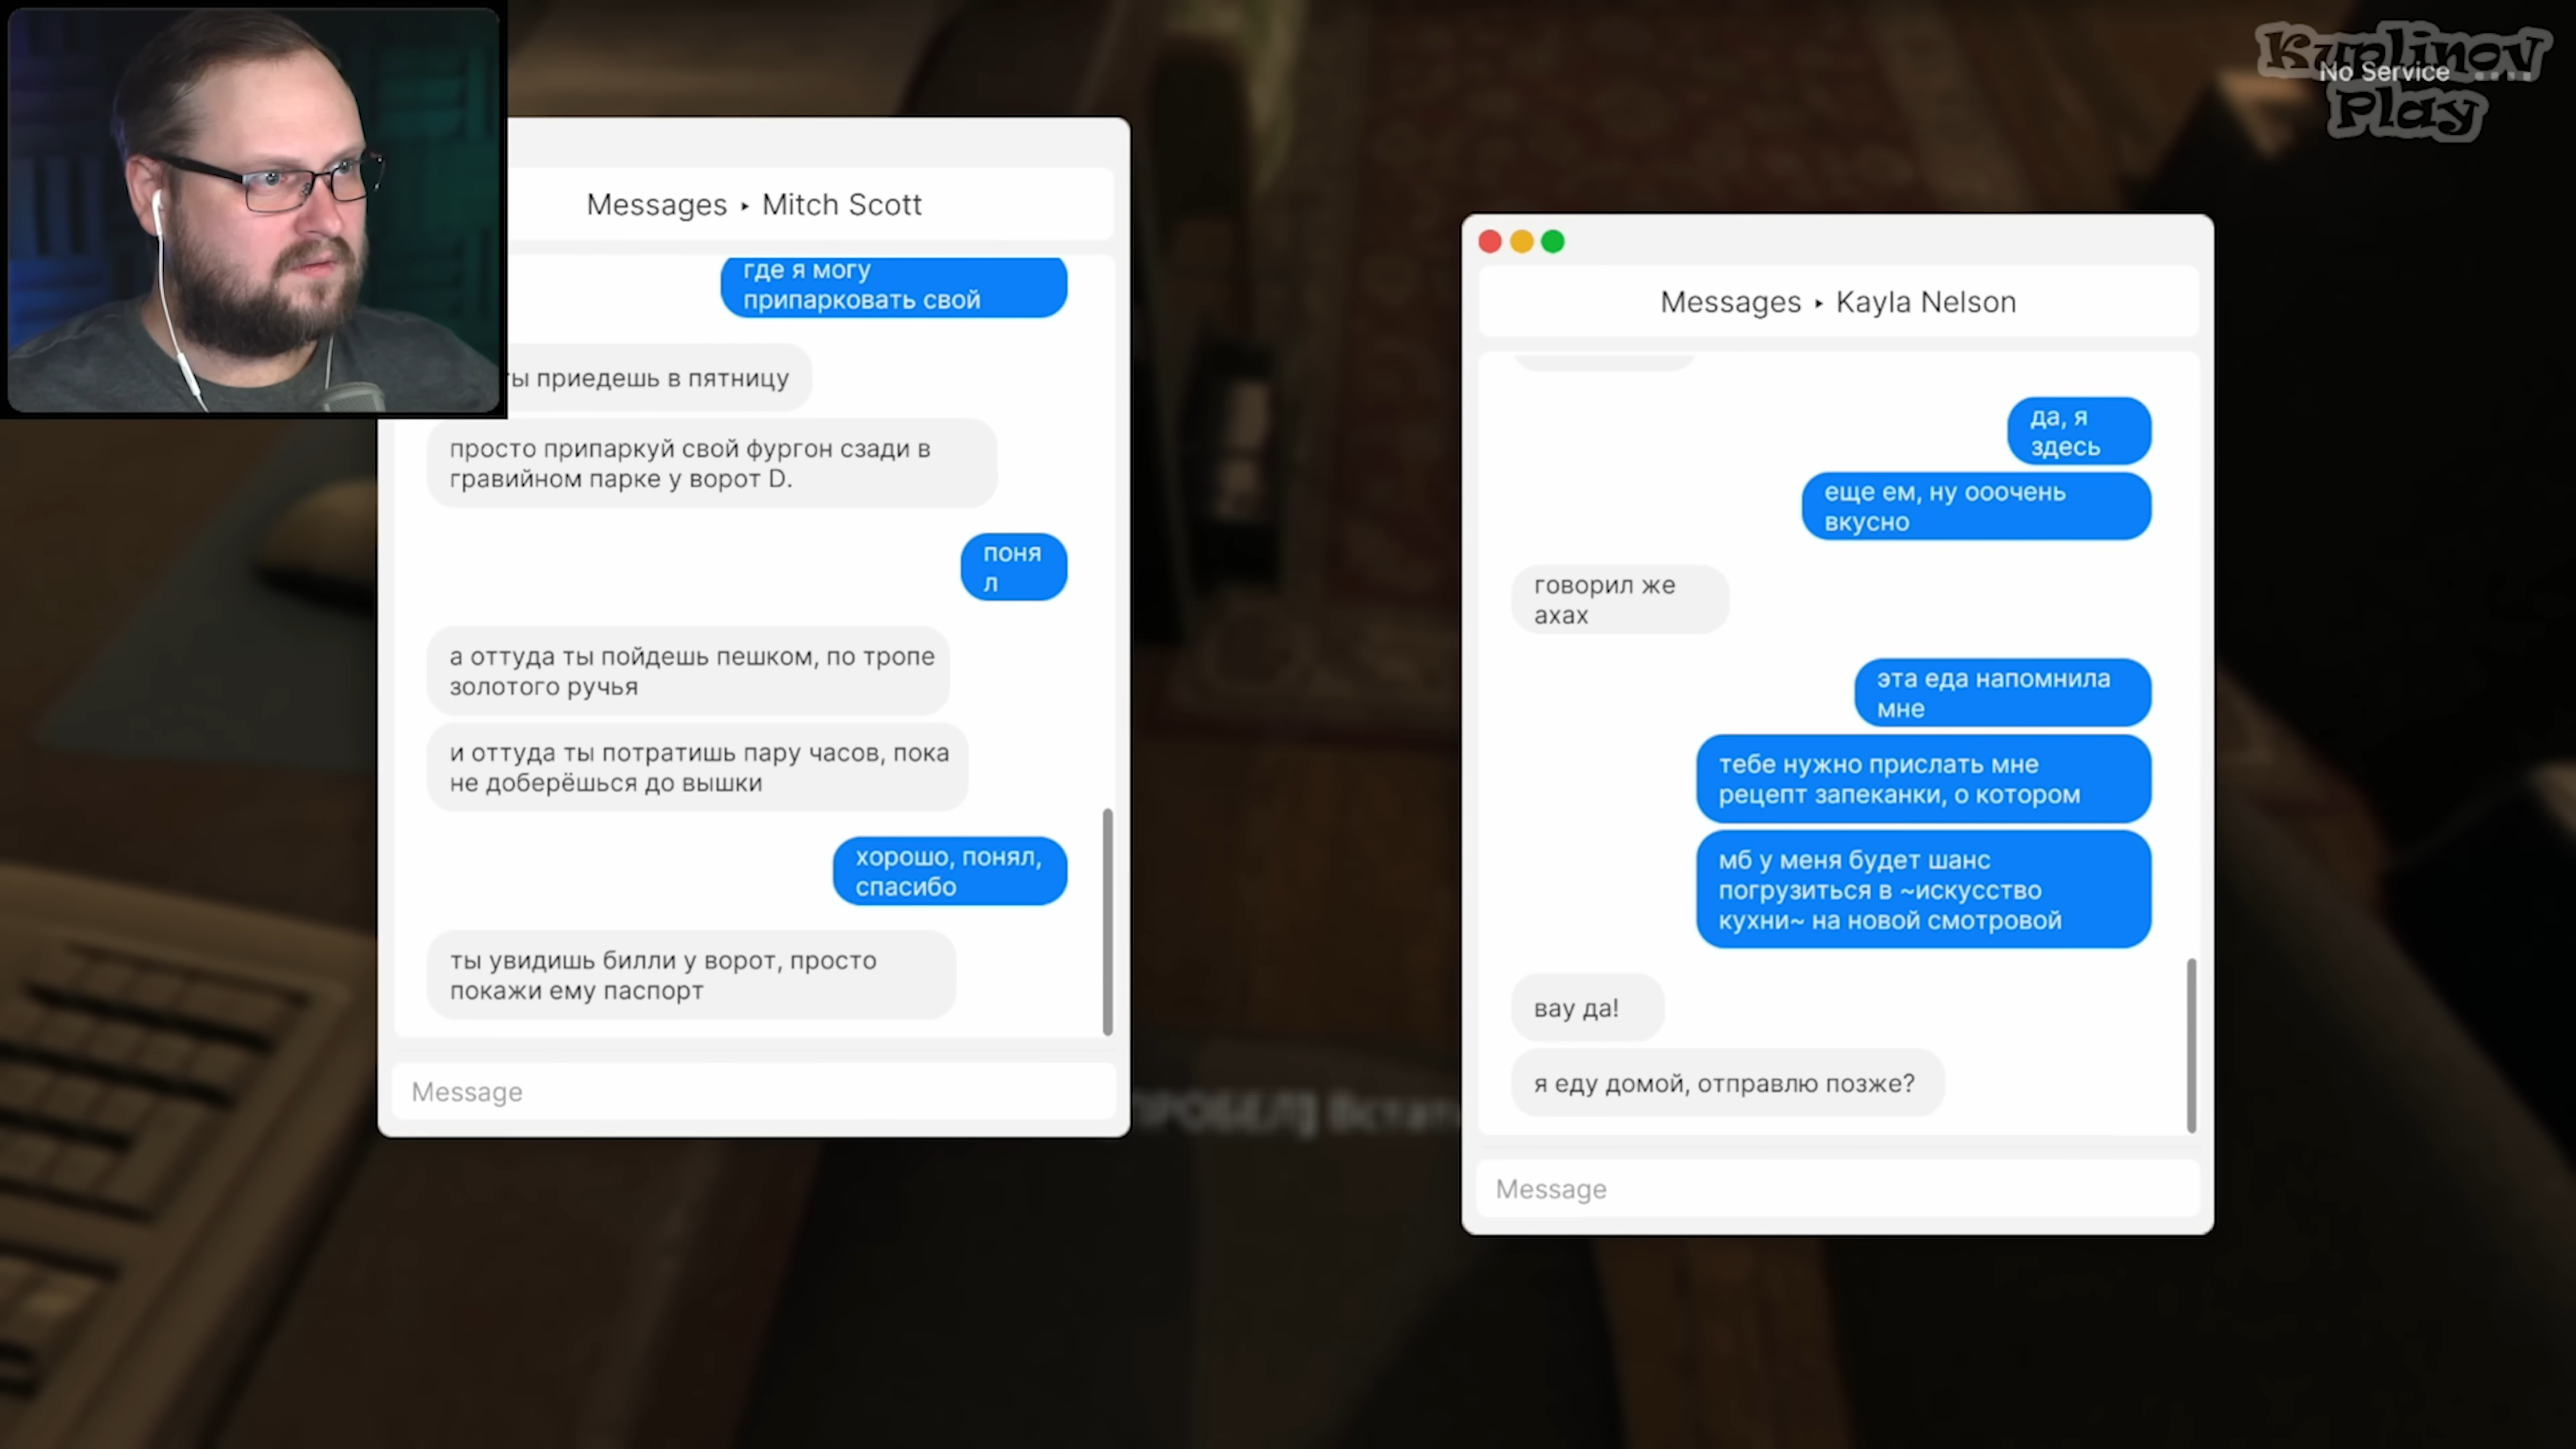 Kuplinov
Play
No Service
Messages ‣ Mitch Scott
где я могу
припарковать свой
ты приедешь в пятницу
просто припаркуй свой фургон сзади в
гравийном парке у ворот D.
поня
л
а оттуда ты пойдешь пешком, по тропе
золотого ручья
и оттуда ты потратишь пару часов, пока
не доберёшься до вышки
хорошо, понял,
спасибо
ты увидишь билли у ворот, просто
покажи ему паспорт
Message
Messages ‣ Kayla Nelson
да, я
здесь
еще ем, ну ооочень
вкусно
говорил же
ахах
эта еда напомнила
мне
тебе нужно прислать мне
рецепт запеканки, о котором
мб у меня будет шанс
погрузиться в ~искусство
кухни~ на новой смотровой
вау да!
я еду домой, отправлю позже?
Message
ПРОБЕЛ] Встать